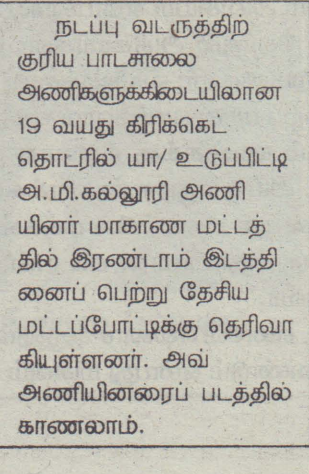 நடப்பு வடருத்திற்
குரிய பாடசாலை
அணிகளுக்கிடையிலான
19 வயது கிரிக்கெட்
தொடரில் யா/ உடுப்பிட்டி
அ.மி.கல்லூரி அணி
யினர் மாகாண மட்டத்
தில் இரண்டாம் இடத்தி
னைப் பெற்று தேசிய
மட்டப்போட்டிக்கு தெரிவா
கியுள்ளனர். அவ்
அணியினரைப் படத்தில்
காணலாம்.